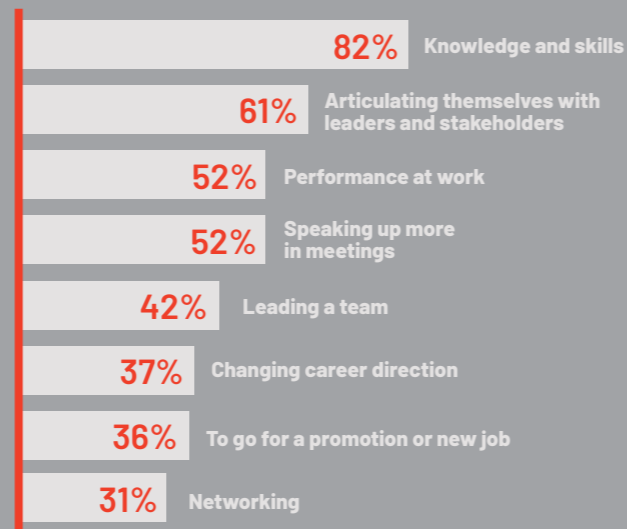 82% Knowledge and skills
61% Articulating themselves with
leaders and stakeholders
52% Performance at work
52% Speaking up more
in meetings
42% Leading a team
37% Changing career direction
36% To go for a promotion or new job
31% Networking